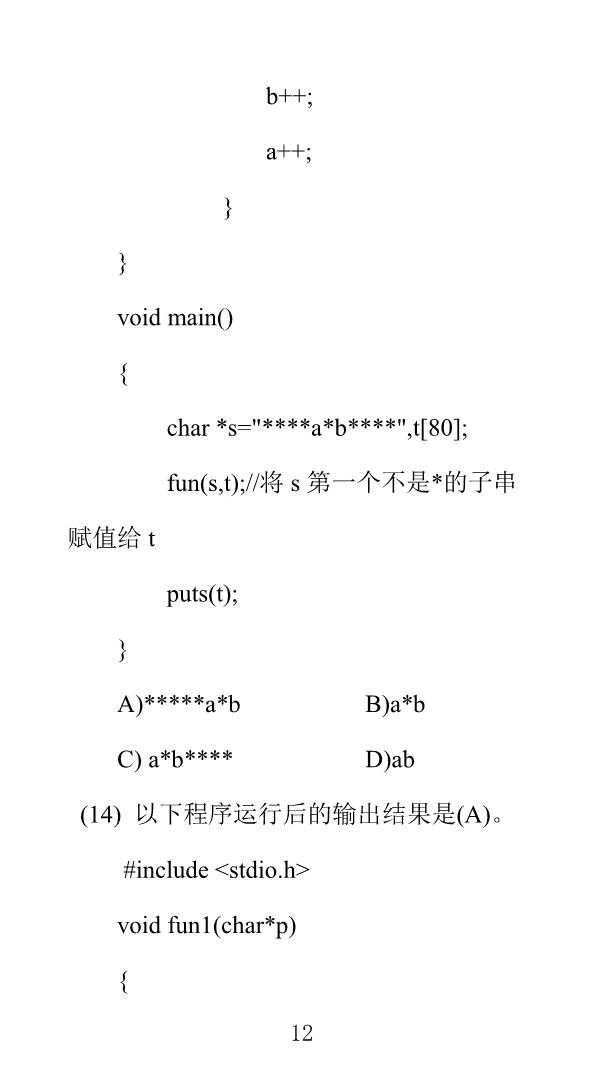 b++;
a++;
}
}
void main()
{
char *s="****a*b****",t[80];
fun(s,t);//将 s 第一个不是*的子串
赋值给 t
puts(t);
}
A)*****a*b B)a*b
C) a*b**** D)ab
(14) 以下程序运行后的输出结果是(A)。
#include <stdio.h>
void fun1(char*p)
{
12